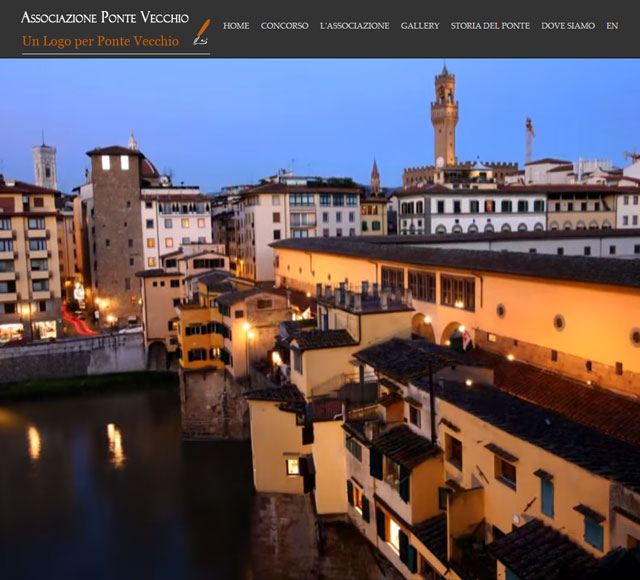 Associazione Ponte Vecchio
Un Logo per Ponte Vecchio
HOME CONCORSO L'ASSOCIAZIONE GALLERY STORIA DEL PONTE DOVE SIAMO EN